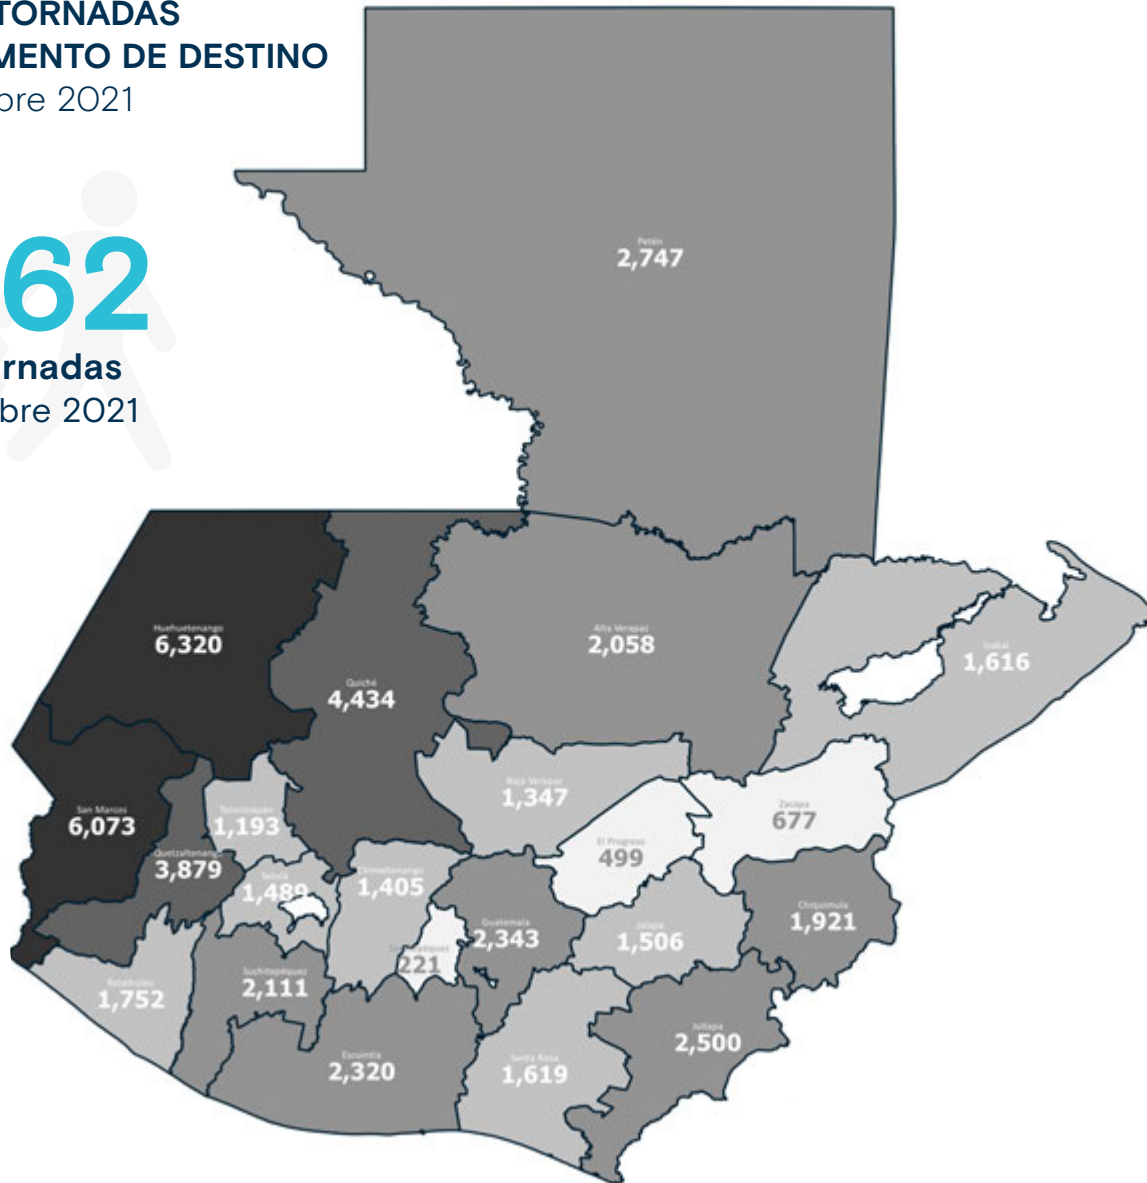 TORNADAS
MENTO DE DESTINO
bre 2021
62
rnadas
bre 2021
Petén
2,747
Huehuetenango
6,320
Quiché
4,434
Alta Verapaz
2,058
Izabal
1,616
San Marcos
6,073
Quetzaltenango
3,879
Totonicapán
1,193
Sololá
1,489
Chimaltenango
1,405
Baja Verapaz
1,347
El Progreso
499
Zacapa
677
Chiquimula
1,921
Guatemala
2,343
221
Jalapa
1,506
Retalhuleu
1,752
Suchitepéquez
2,111
Escuintla
2,320
Santa Rosa
1,619
Jutiapa
2,500